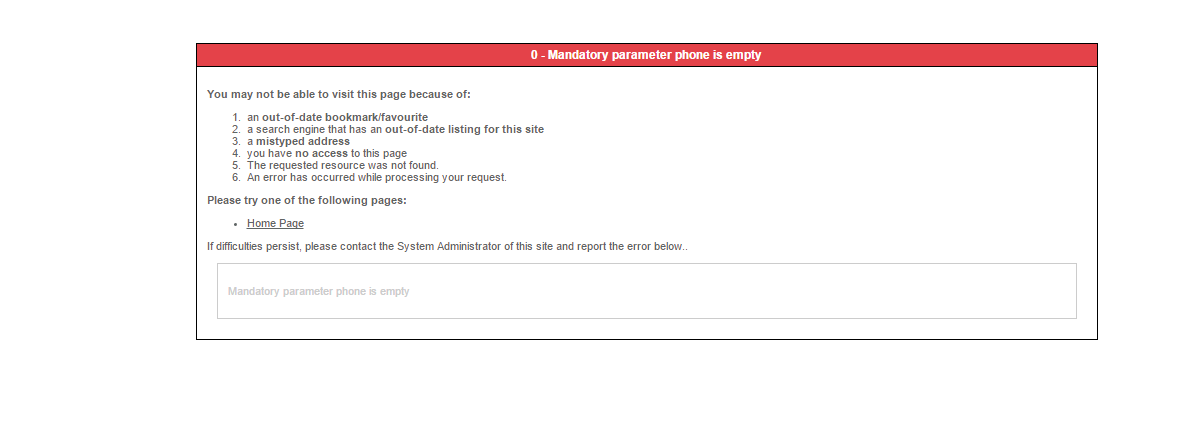 0 - Mandatory parameter phone is empty
You may not be able to visit this page because of:
1. an out-of-date bookmark/favourite
2. a search engine that has an out-of-date listing for this site
3. a mistyped address
4. you have no access to this page
5. The requested resource was not found.
6. An error has occurred while processing your request.
Please try one of the following pages:
• Home Page
If difficulties persist, please contact the System Administrator of this site and report the error below..
Mandatory parameter phone is empty